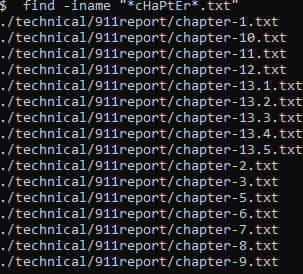 $  find -iname "*cHaPtEr*.txt"
./technical/911report/chapter-1.txt
./technical/911report/chapter-10.txt
./technical/911report/chapter-11.txt
./technical/911report/chapter-12.txt
./technical/911report/chapter-13.1.txt
./technical/911report/chapter-13.2.txt
./technical/911report/chapter-13.3.txt
./technical/911report/chapter-13.4.txt
./technical/911report/chapter-13.5.txt
./technical/911report/chapter-2.txt
./technical/911report/chapter-3.txt
./technical/911report/chapter-5.txt
./technical/911report/chapter-6.txt
./technical/911report/chapter-7.txt
./technical/911report/chapter-8.txt
./technical/911report/chapter-9.txt